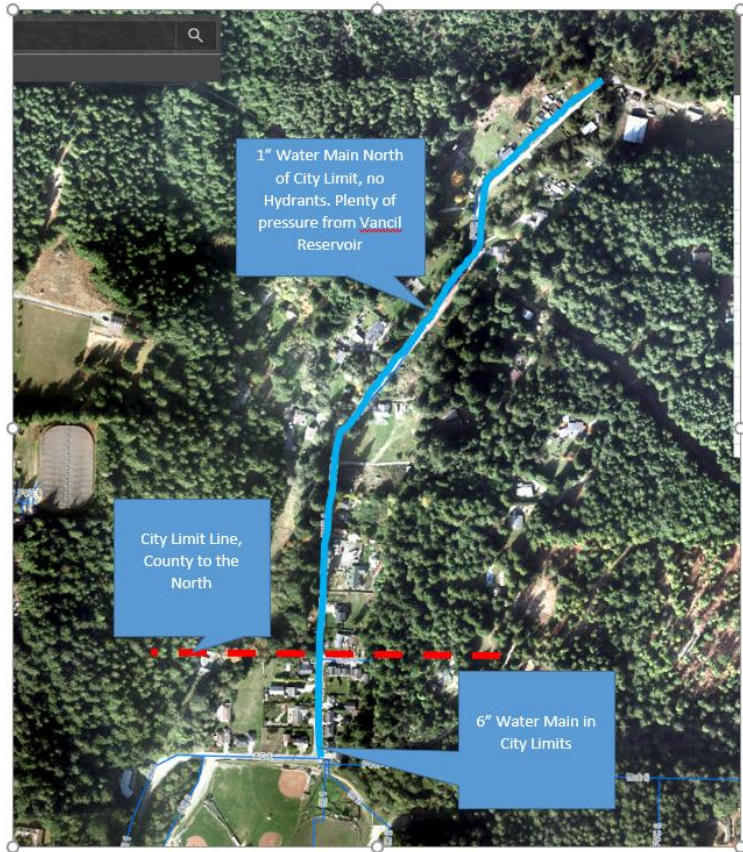 1" Water Main North
of City Limit, no
Hydrants. Plenty of
pressure from Vancil
Reservoir
City Limit Line,
County to the
North
6" Water Main in
City Limits